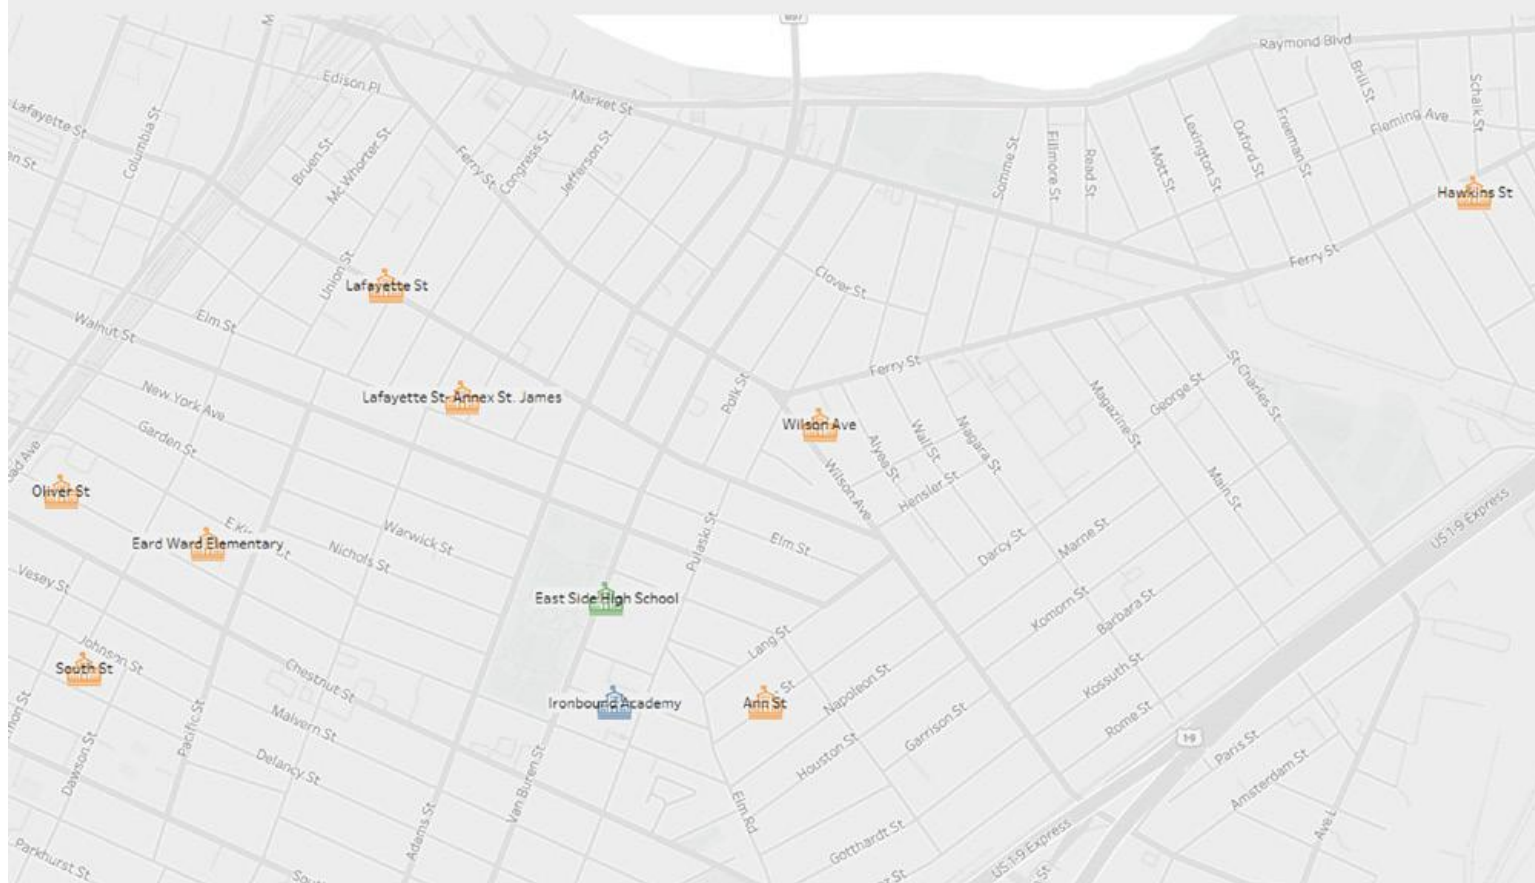 Raymond Blvd
Edison Pl
Market St
Brill St
Schalk St
Lafayette St
Columbia St
Bruen St
Mc Whorter St
Ferry St
Congress St
Jefferson St
Somme St
Fillmore St
Read St
Mott St
Lexington St
Oxford St
Freeman St
Fleming Ave
Hawkins St
Union St
Lafayette St
Clover St
Ferry St
Walnut St
Elm St
Ferry St
New York Ave
Lafayette St- Annex St. James
Polk St
Wilson Ave
Magazine St
George St
St Charles St
Garden St
Alyea St
Wall St
Niagara St
Oliver St
Wilson Ave
Hensler St
Main St
US 1-9 Express
Eard Ward Elementary
Warwick St
Nichols St
Pulaski St
Elm St
Darcy St
Marne St
Vesey St
East Side High School
Komorn St
Barbara St
Johnson St
South St
Chestnut St
Lang St
Kossuth St
Ironbound Academy
Ann St
Napoleon St
Pacific St
Malvern St
Garrison St
Rome St
1-9
Paris St
Dawson St
Delancy St
Van Buren St
Houston St
Amsterdam St
Adams St
Elm Rd
Gotthardt St
US 1-9 Express
Ave L
Parkhurst St